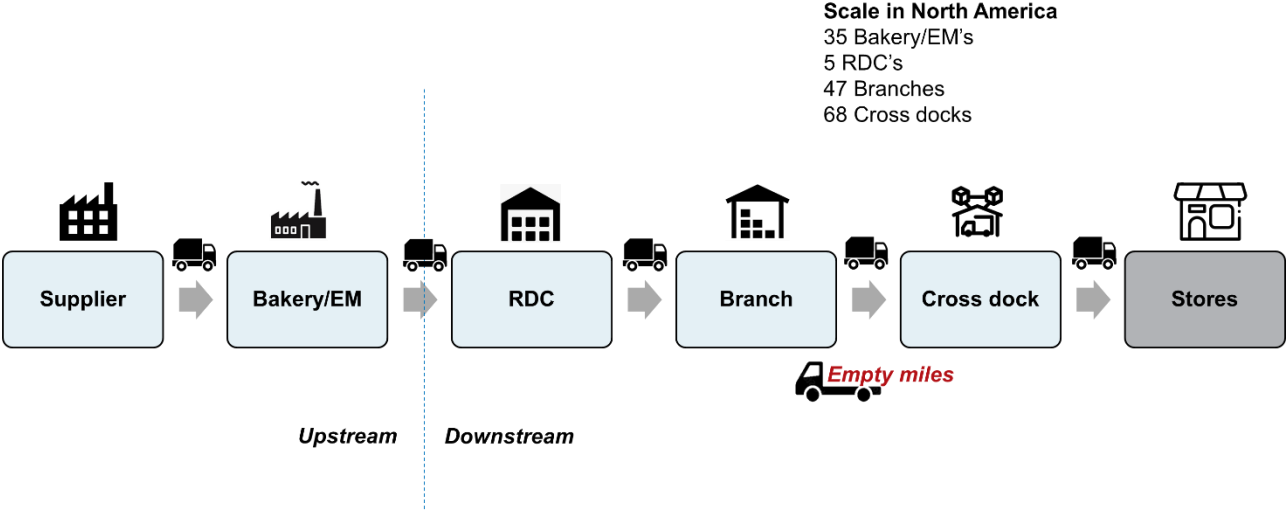 Scale in North America
35 Bakery/EM's
5 RDC's
47 Branches
68 Cross docks
Supplier
Bakery/EM
RDC
Branch
Cross dock
Stores
Empty miles
Upstream
Downstream